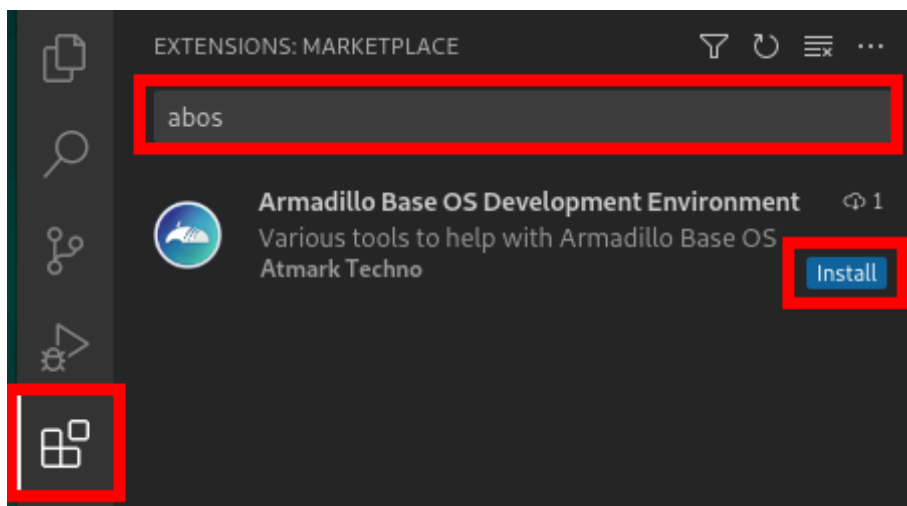 EXTENSIONS: MARKETPLACE
abos
Armadillo Base OS Development Environment 1
Various tools to help with Armadillo Base OS
Atmark Techno
Install